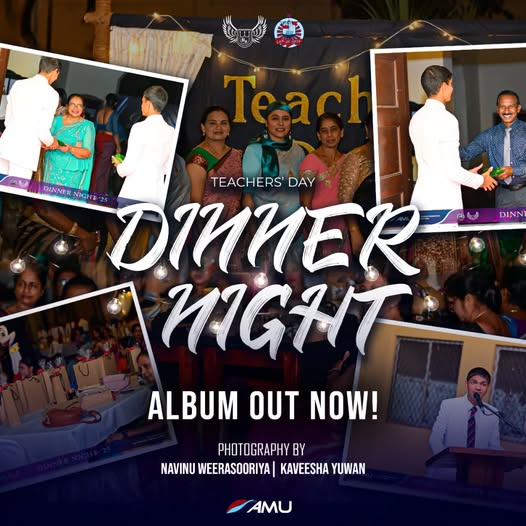 Teach
TEACHERS' DAY
DINNER
NIGHT
DINNER NIGHT '25
ALBUM OUT NOW!
PHOTOGRAPHY BY
NAVINU WEERASOORIYA| KAVEESHA YUWAN
AMU